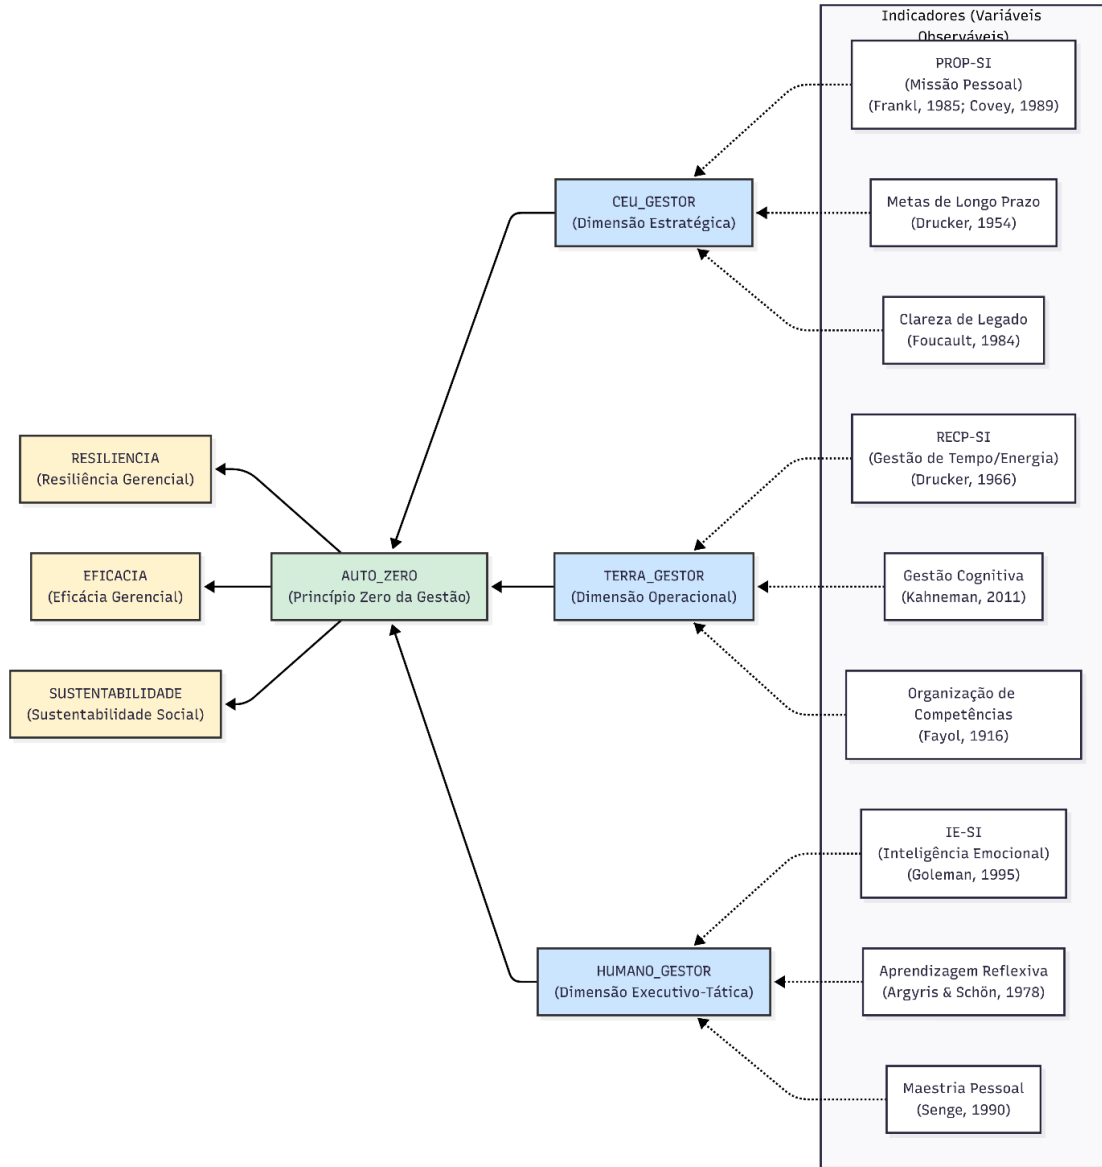 Indicadores (Variáveis
Observáveis)
PROP-SI
(Missão Pessoal)
(Frankl, 1985; Covey, 1989)
CEU_GESTOR
(Dimensão Estratégica)
Metas de Longo Prazo
(Drucker, 1954)
Clareza de Legado
(Foucault, 1984)
RESILIENCIA
(Resiliência Gerencial)
RECP-SI
(Gestão de Tempo/Energia)
(Drucker, 1966)
EFICACIA
(Eficácia Gerencial)
AUTO_ZERO
(Princípio Zero da Gestão)
TERRA_GESTOR
(Dimensão Operacional)
Gestão Cognitiva
(Kahneman, 2011)
SUSTENTABILIDADE
(Sustentabilidade Social)
Organização de
Competências
(Fayol, 1916)
IE-SI
(Inteligência Emocional)
(Goleman, 1995)
HUMANO_GESTOR
(Dimensão Executivo-Tática)
Aprendizagem Reflexiva
(Argyris & Schön, 1978)
Maestria Pessoal
(Senge, 1990)